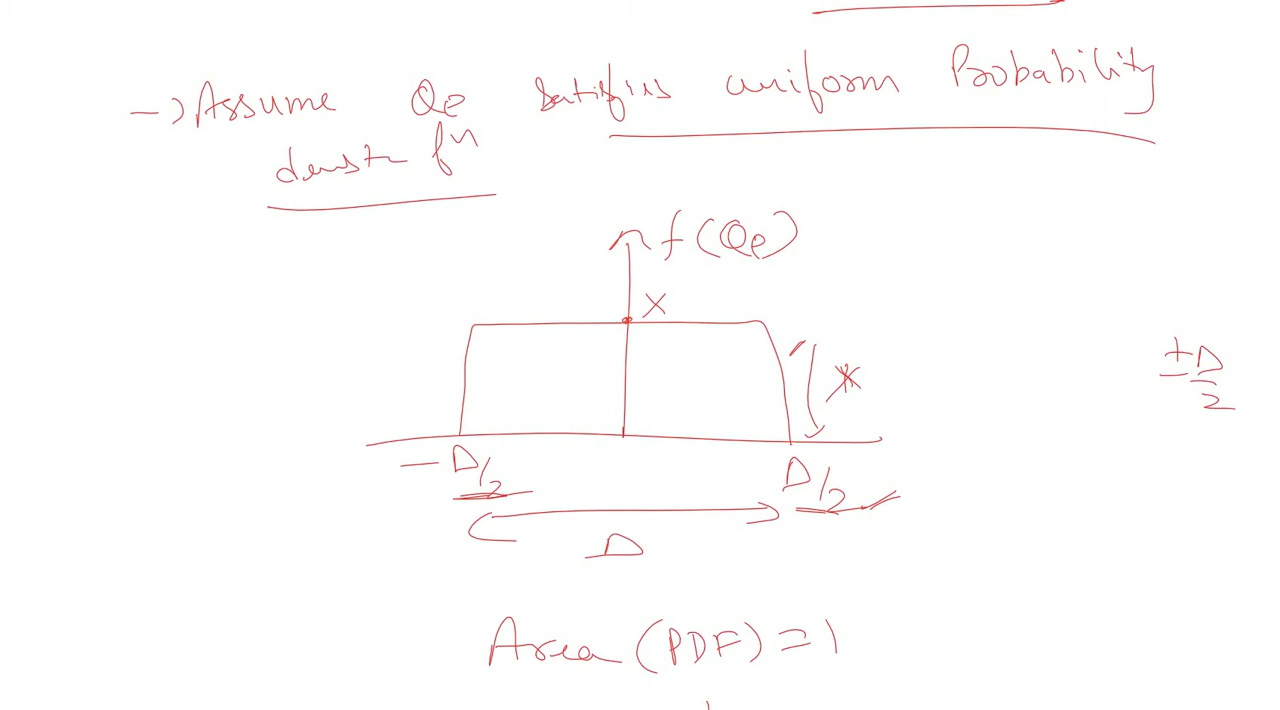 → Assume Qe satisfies uniform Probability
density fn
f(Qe)
X
X
± Δ/2
- Δ/2
Δ/2
Δ
Area (PDF) = 1